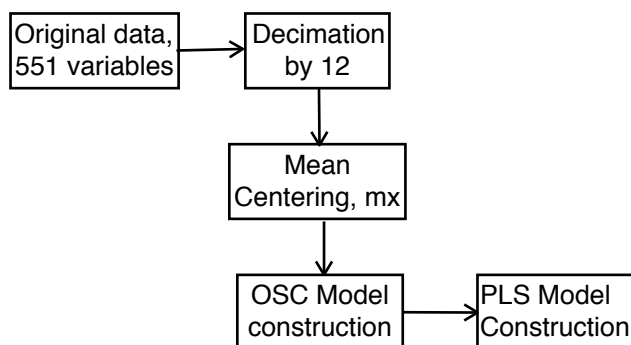 Original data,
551 variables
Decimation
by 12
Mean
Centering, mx
OSC Model
construction
PLS Model
Construction